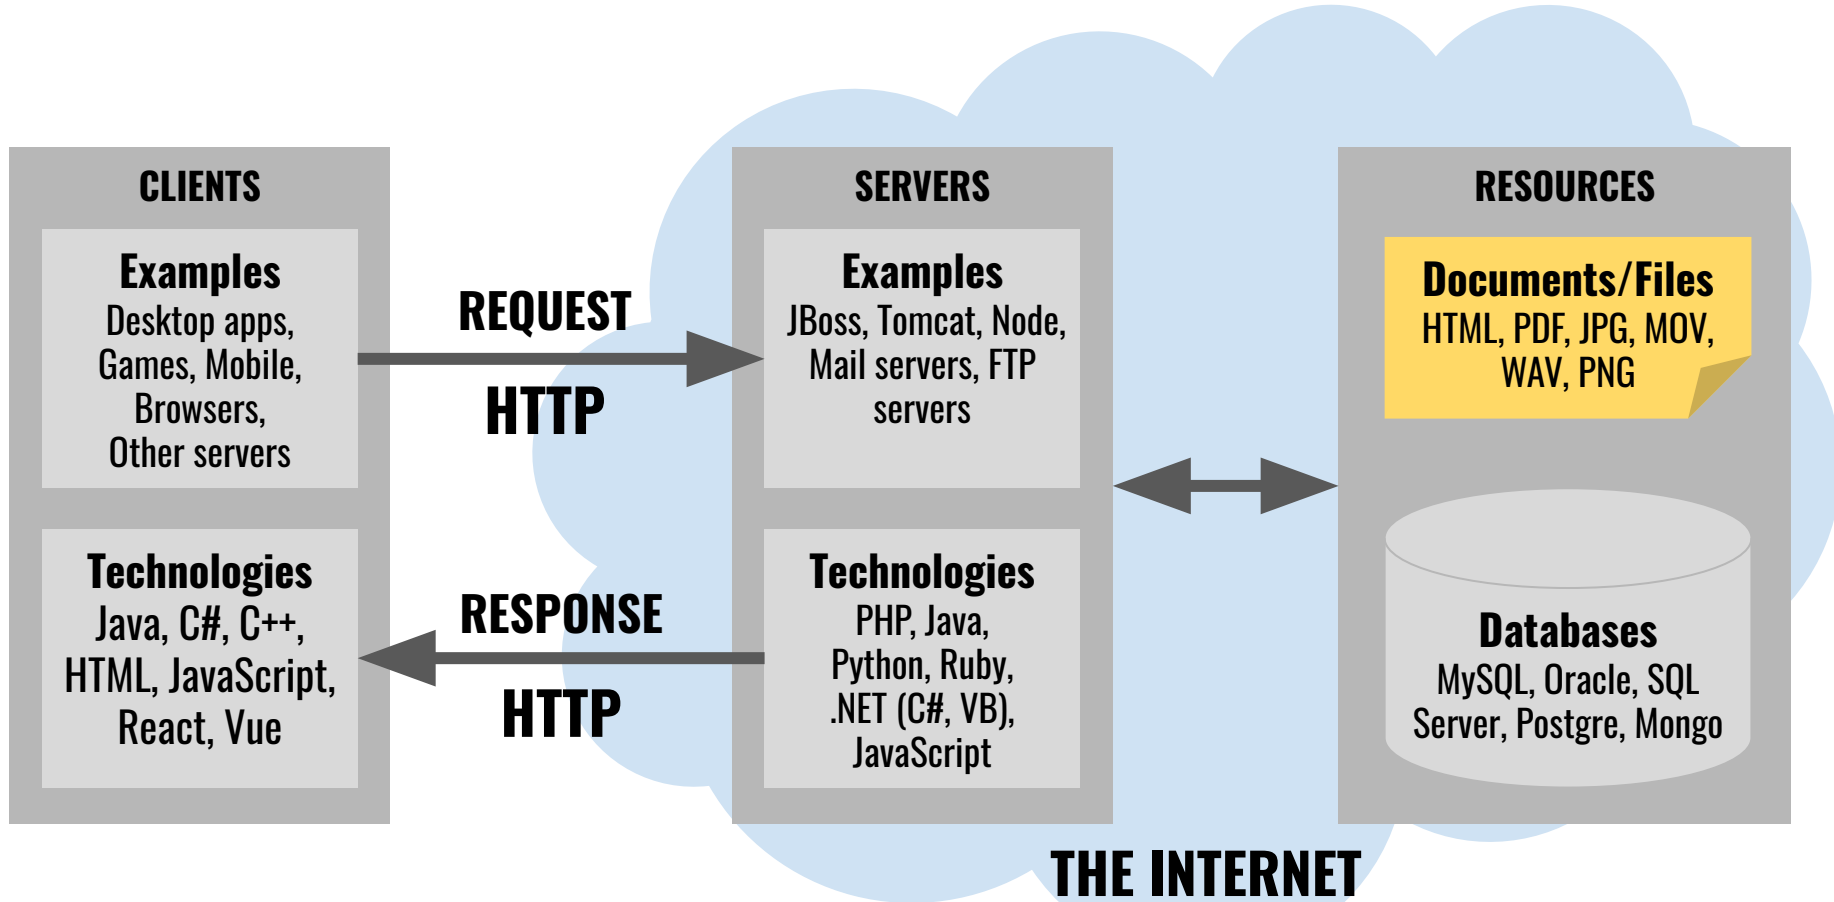 CLIENTS
Examples
Desktop apps,
Games, Mobile,
Browsers,
Other servers
Technologies
Java, C#, C++,
HTML, JavaScript,
React, Vue
REQUEST
HTTP
RESPONSE
HTTP
SERVERS
Examples
JBoss, Tomcat, Node,
Mail servers, FTP
servers
Technologies
PHP, Java,
Python, Ruby,
.NET (C#, VB),
JavaScript
RESOURCES
Documents/Files
HTML, PDF, JPG, MOV,
WAV, PNG
Databases
MySQL, Oracle, SQL
Server, Postgre, Mongo
THE INTERNET